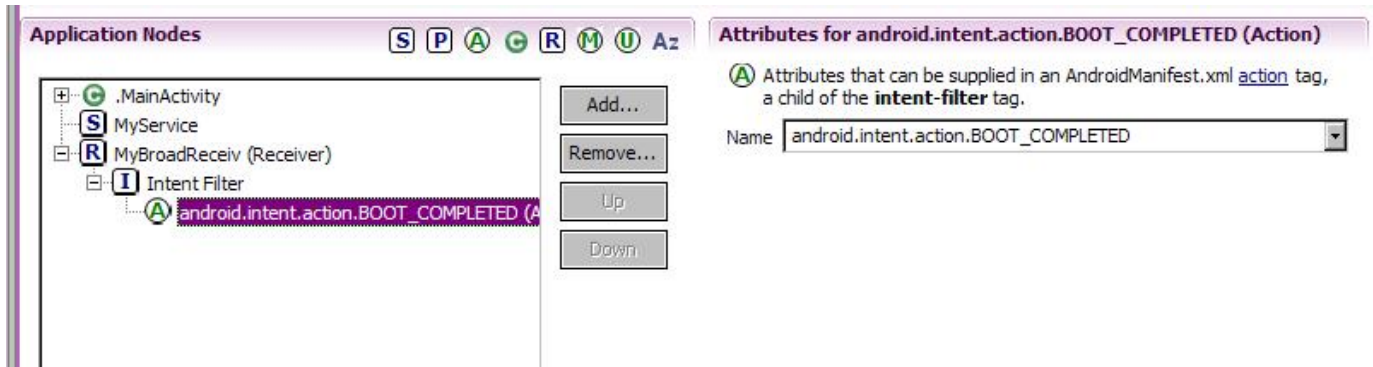 Application Nodes
S P A C R M U Az
.MainActivity
S MyService
R MyBroadReceiv (Receiver)
I Intent Filter
A android.intent.action.BOOT_COMPLETED (A
Add...
Remove...
Up
Down
Attributes for android.intent.action.BOOT_COMPLETED (Action)
A Attributes that can be supplied in an AndroidManifest.xml action tag,
a child of the intent-filter tag.
Name android.intent.action.BOOT_COMPLETED